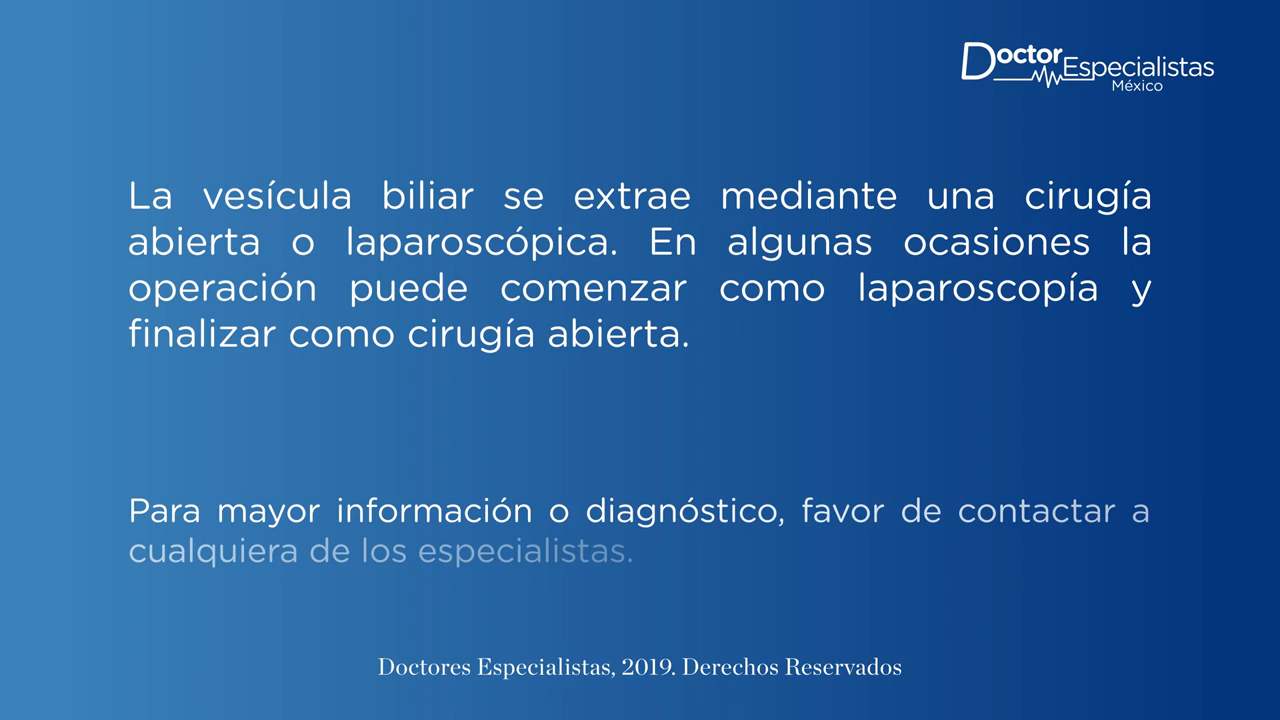 Doctor Especialistas
México
La vesícula biliar se extrae mediante una cirugía
abierta o laparoscópica. En algunas ocasiones la
operación puede comenzar como laparoscopía y
finalizar como cirugía abierta.
Para mayor información o diagnóstico, favor de contactar a
cualquiera de los especialistas.
Doctores Especialistas, 2019. Derechos Reservados